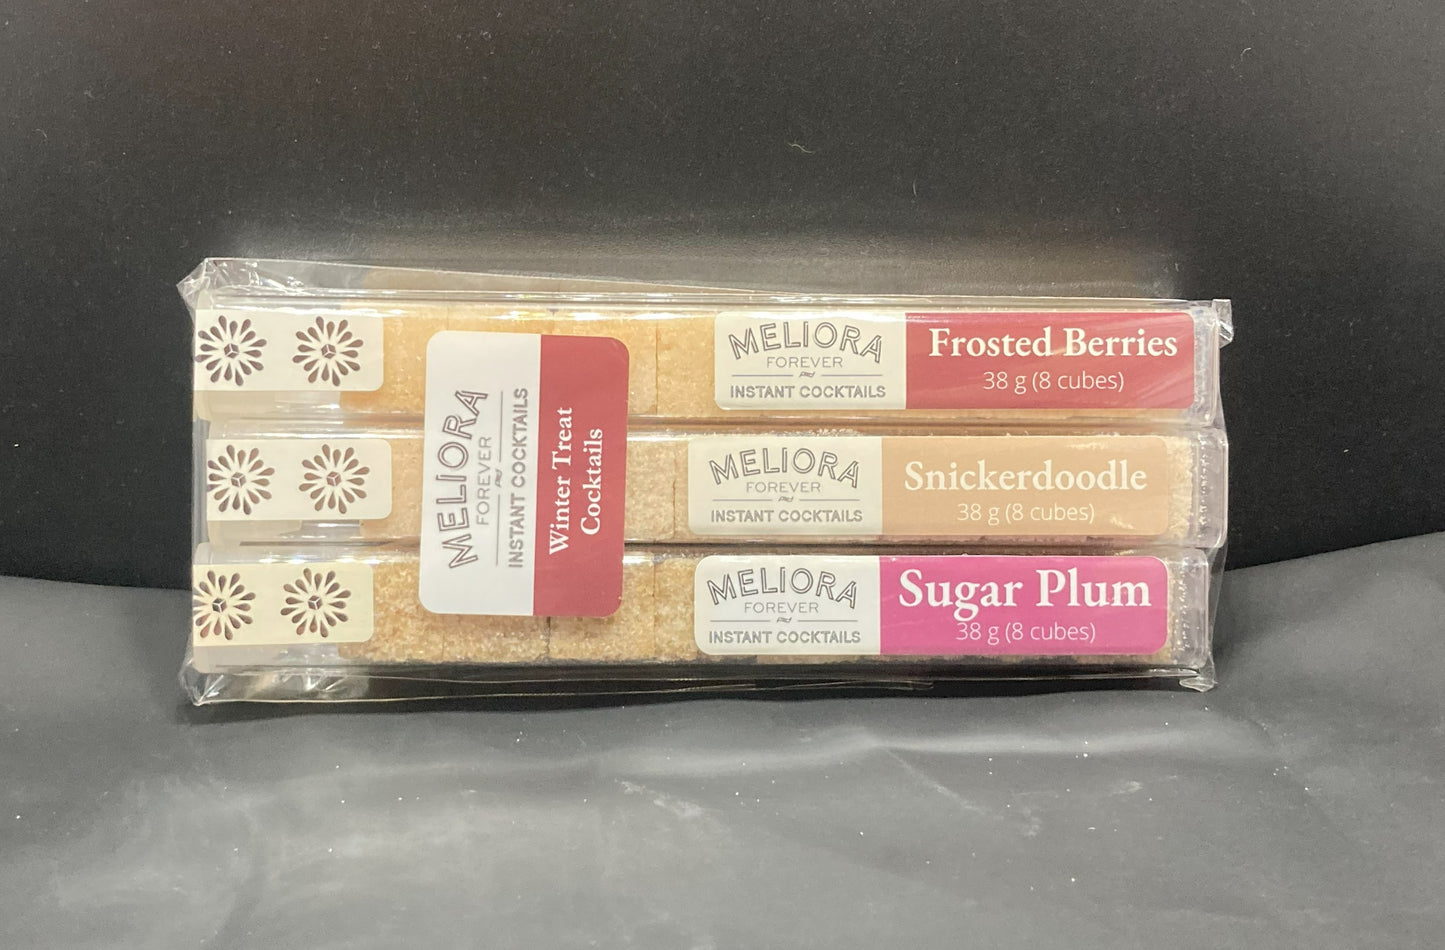 MELIORA
FOREVER
INSTANT COCKTAILS
Winter Treat
Cocktails
MELIORA
FOREVER
INSTANT COCKTAILS
Frosted Berries
38 g (8 cubes)
MELIORA
FOREVER
INSTANT COCKTAILS
Snickerdoodle
38 g (8 cubes)
MELIORA
FOREVER
INSTANT COCKTAILS
Sugar Plum
38 g (8 cubes)